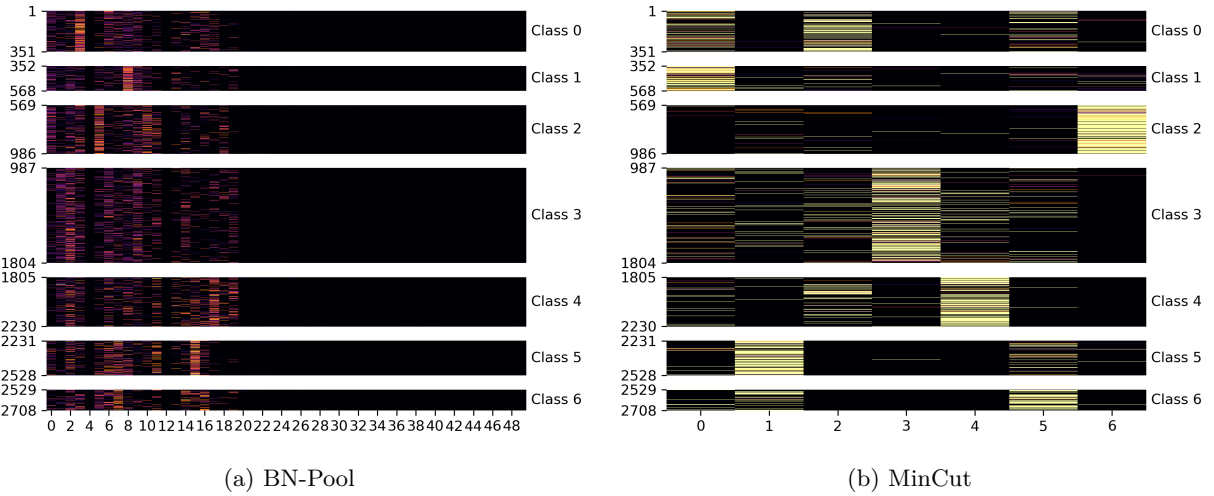 1
351
Class 0
352
568
Class 1
569
986
Class 2
987
1804
Class 3
1805
2230
Class 4
2231
2528
Class 5
2529
2708
Class 6
0 2 4 6 8 10 12 14 16 18 20 22 24 26 28 30 32 34 36 38 40 42 44 46 48
(a) BN-Pool
1
351
Class 0
352
568
Class 1
569
986
Class 2
987
1804
Class 3
1805
2230
Class 4
2231
2528
Class 5
2529
2708
Class 6
0 1 2 3 4 5 6
(b) MinCut